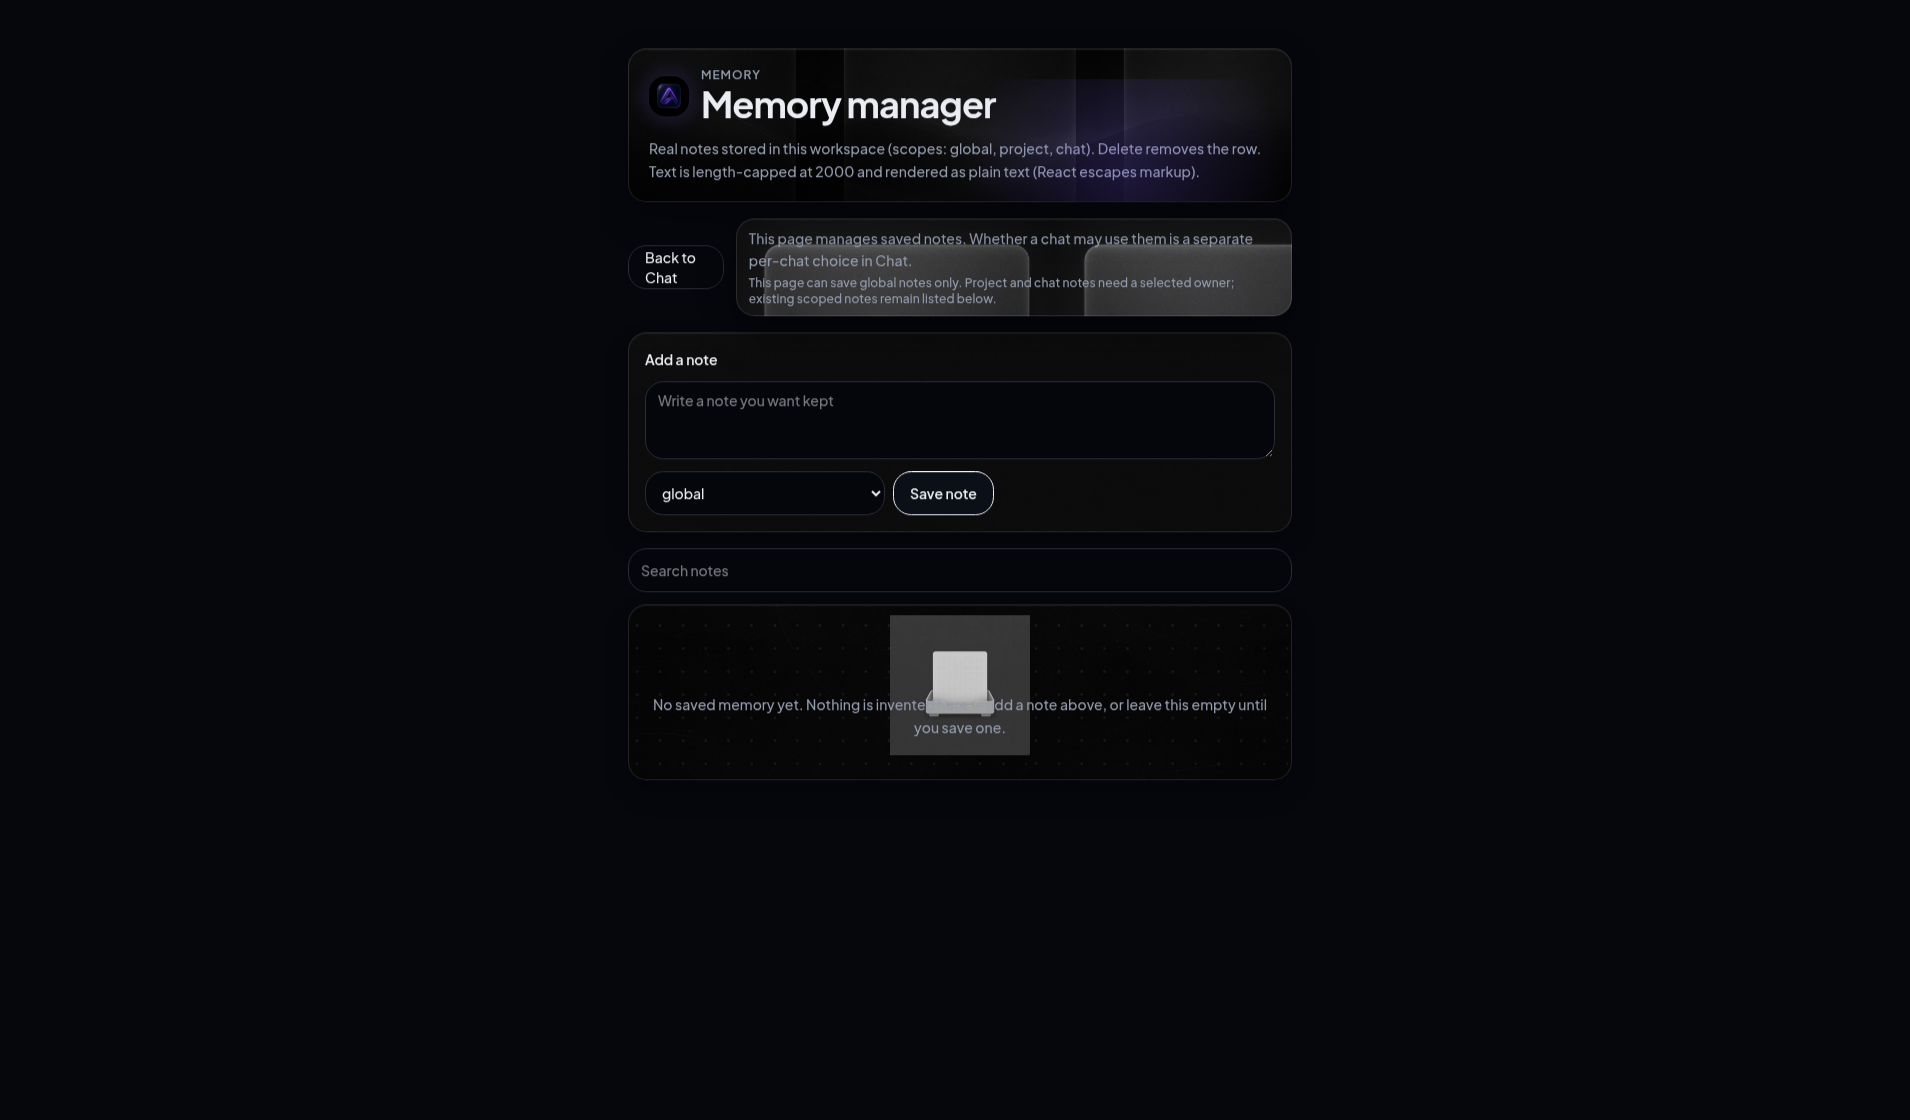 MEMORY
Memory manager
Real notes stored in this workspace (scopes: global, project, chat). Delete removes the row.
Text is length-capped at 2000 and rendered as plain text (React escapes markup).
This page manages saved notes. Whether a chat may use them is a separate
per-chat choice in Chat.
Back to
Chat
This page can save global notes only. Project and chat notes need a selected owner;
existing scoped notes remain listed below.
Add a note
Write a note you want kept
global
Save note
Search notes
No saved memory yet. Nothing is a note above, or leave this empty until
you save one.